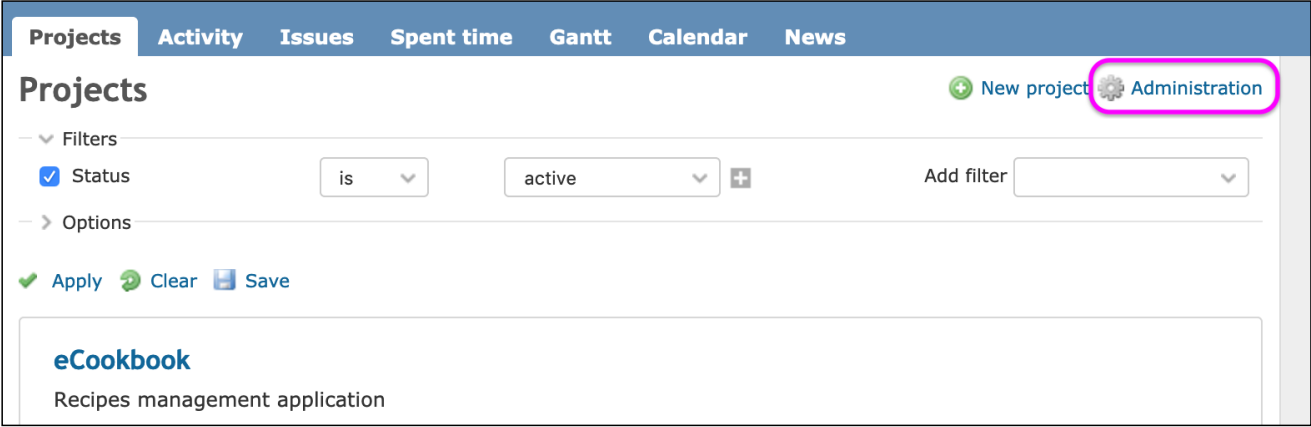 Projects Activity Issues Spent time Gantt Calendar News
Projects
New project Administration
Filters
Status is active Add filter
Options
Apply Clear Save
eCookbook
Recipes management application